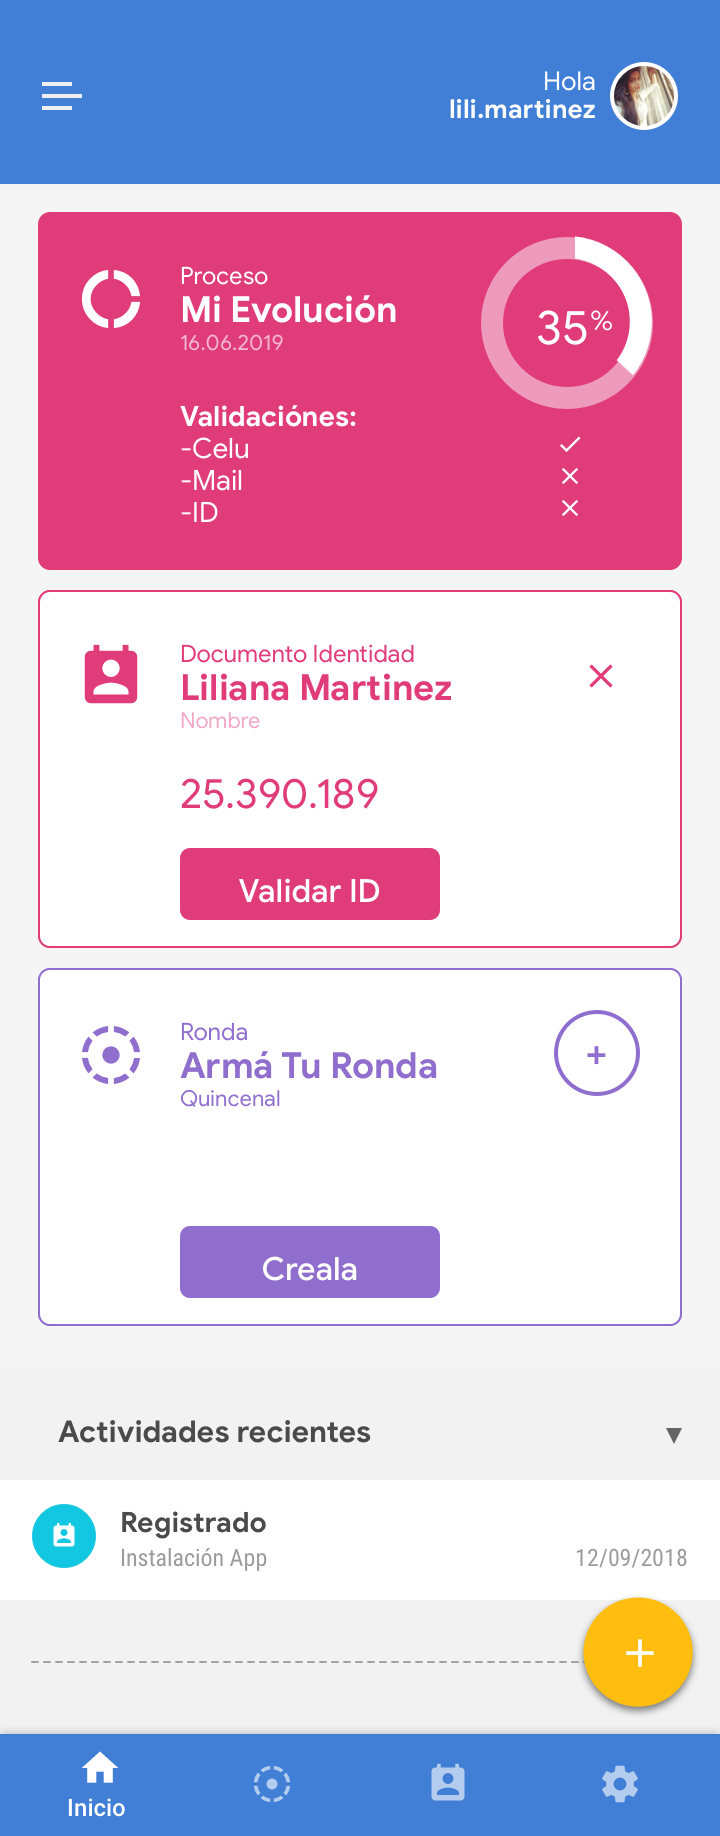 Hola
lili.martinez
Proceso
Mi Evolución
16.06.2019
35%
Validaciónes:
-Celu
-Mail
-ID
Documento Identidad
Liliana Martinez
Nombre
25.390.189
Validar ID
Ronda
Armá Tu Ronda
Quincenal
+
Creala
Actividades recientes
Registrado
Instalación App
12/09/2018
+
Inicio